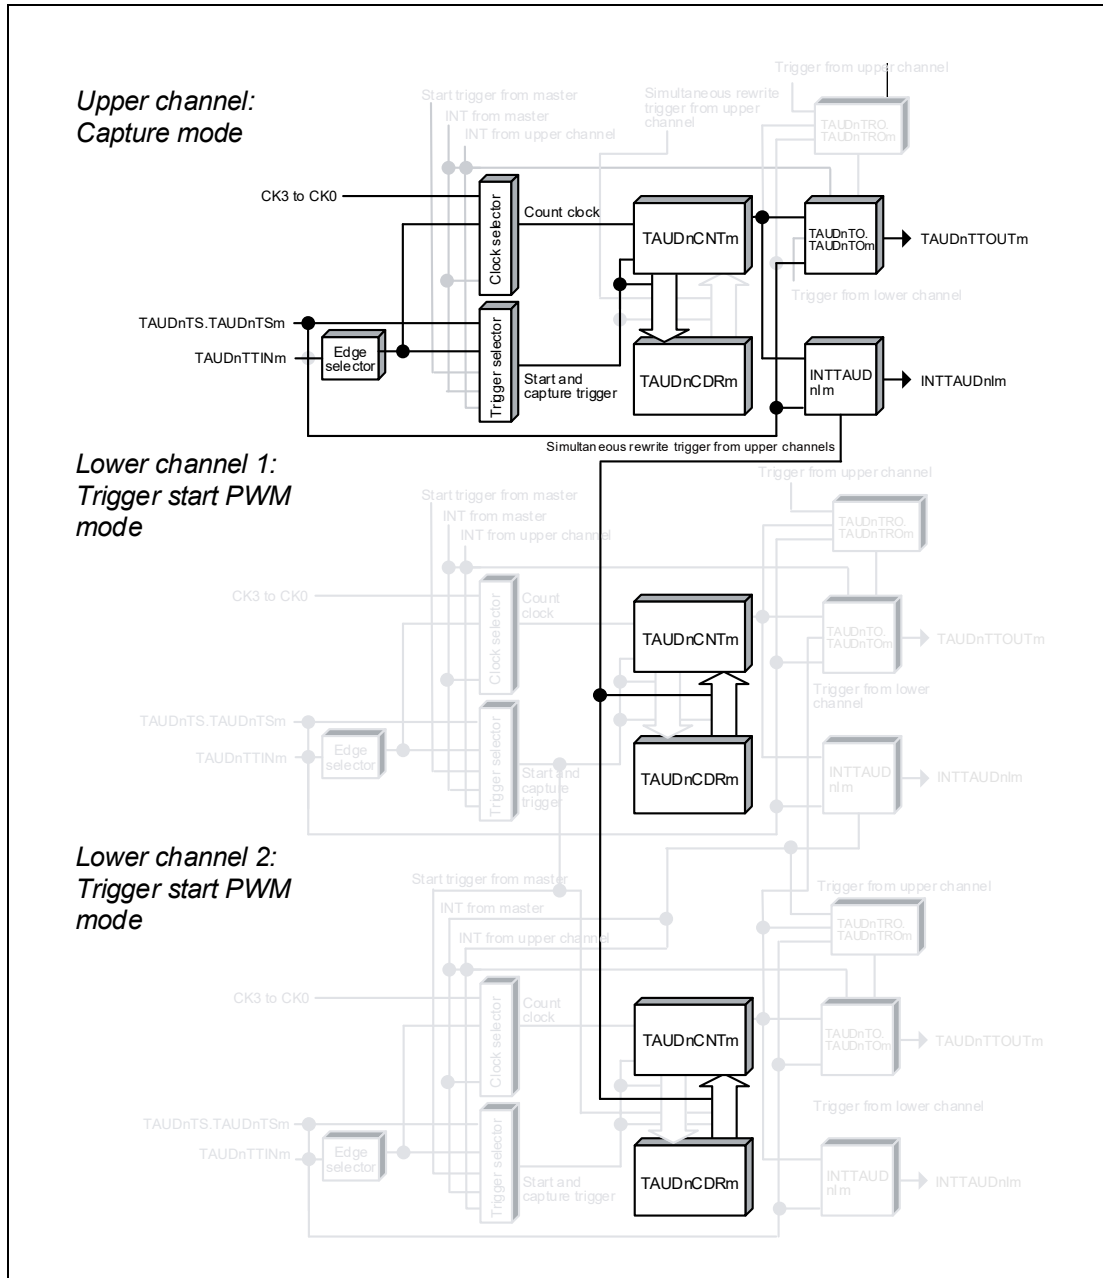 Trigger from upper channel
Upper channel:
Capture mode
Start trigger from master
INT from master
INT from upper channel
Simultaneous rewrite
trigger from upper
channel
TAUDnTRO.
TAUDnTROm
CK3 to CK0
Clock selector
Count clock
TAUDnCNTm
TAUDnTO.
TAUDnTOm
TAUDnTTOUTm
Trigger from lower channel
TAUDnTS.TAUDnTSm
TAUDnTTINm
Edge
selector
Trigger selector
Start and
capture trigger
TAUDnCDRm
INTTAUD
nIm
INTTAUDnIm
Simultaneous rewrite trigger from upper channels
Lower channel 1:
Trigger start PWM
mode
Trigger from upper channel
Start trigger from master
INT from master
INT from upper channel
TAUDnTRO.
TAUDnTROm
CK3 to CK0
Clock selector
Count
clock
TAUDnCNTm
TAUDnTO.
TAUDnTOm
TAUDnTTOUTm
Trigger from lower
channel
TAUDnTS.TAUDnTSm
TAUDnTTINm
Edge
selector
Trigger selector
Start and
capture
trigger
TAUDnCDRm
INTTAUD
nIm
INTTAUDnIm
Lower channel 2:
Trigger start PWM
mode
Start trigger from master
INT from master
INT from upper channel
Trigger from upper channel
TAUDnTRO.
TAUDnTROm
CK3 to CK0
Clock selector
Count
clock
TAUDnCNTm
TAUDnTO.
TAUDnTOm
TAUDnTTOUTm
Trigger from lower channel
TAUDnTS.TAUDnTSm
TAUDnTTINm
Edge
selector
Trigger selector
Start and
capture trigger
TAUDnCDRm
INTTAUD
nIm
INTTAUDnIm